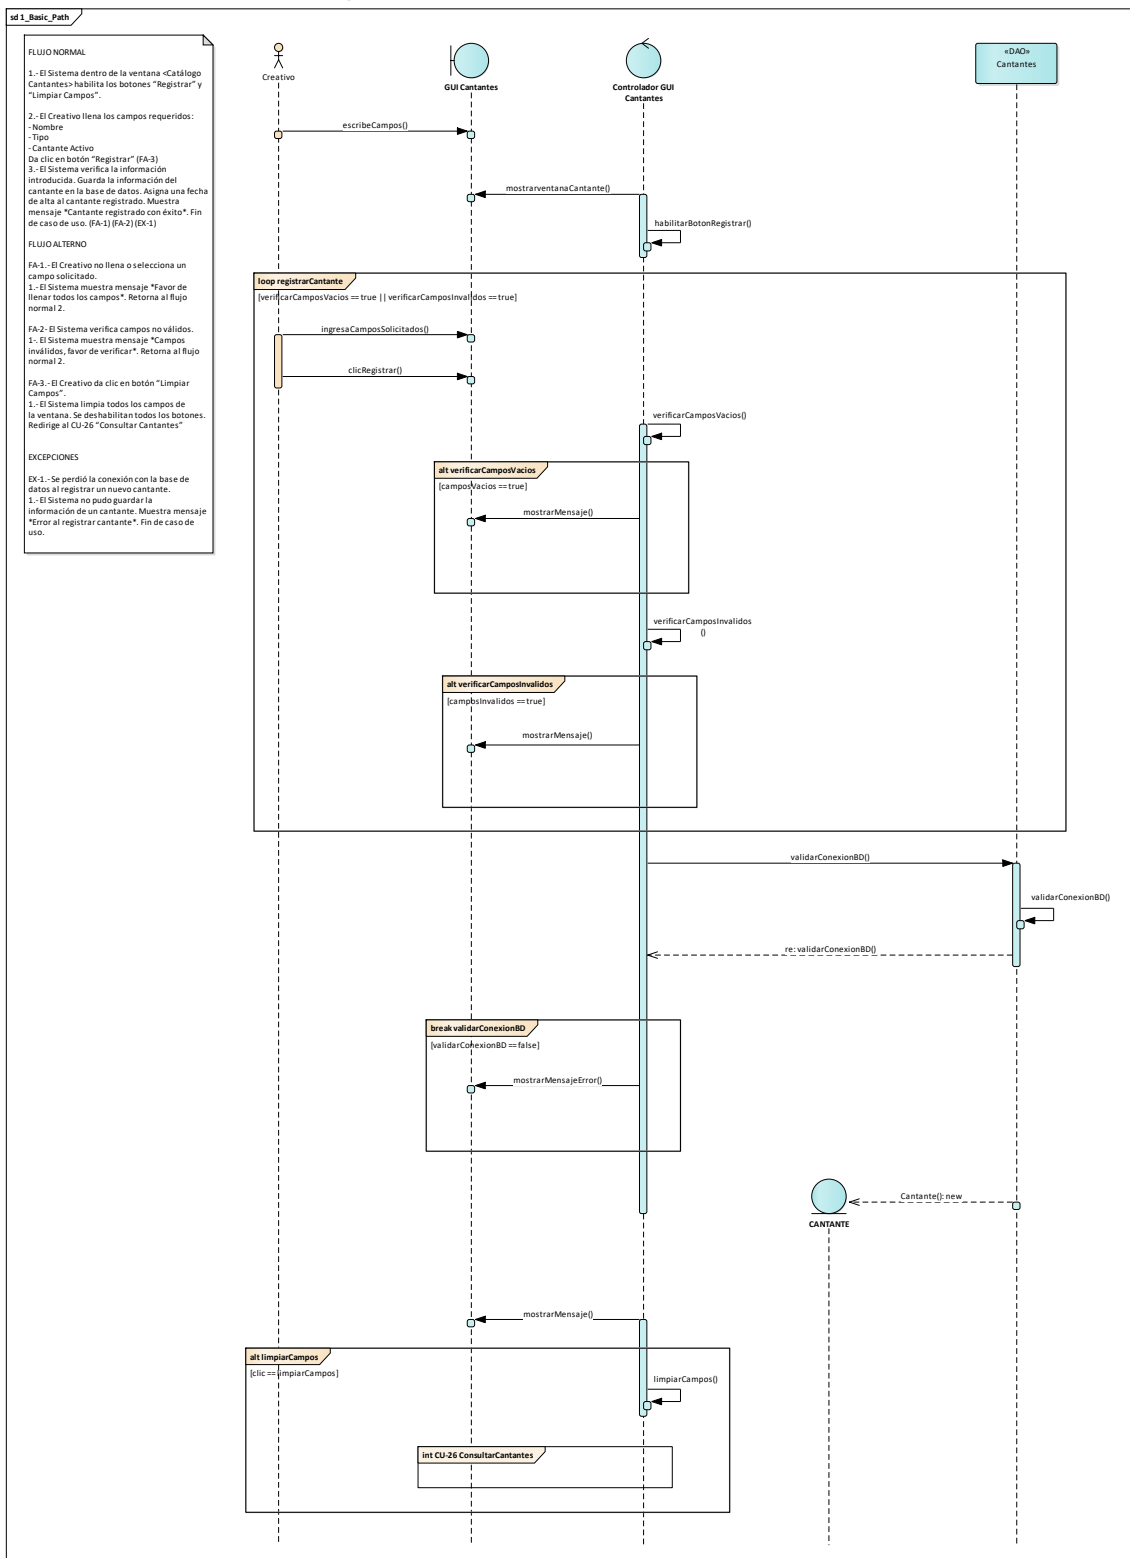 sd 1_Basic_Path
FLUJO NORMAL
1.- El Sistema dentro de la ventana <Catálogo
Cantantes> habilita los botones "Registrar" y
"Limpiar Campos".
2.- El Creativo llena los campos requeridos:
- Nombre
- Tipo
- Cantante Activo
Da clic en botón "Registrar" (FA-3)
3.- El Sistema verifica la información
introducida. Guarda la información del
cantante en la base de datos. Asigna una fecha
de alta al cantante registrado. Muestra
mensaje *Cantante registrado con éxito*. Fin
de caso de uso. (FA-1) (FA-2) (EX-1)
FLUJO ALTERNO
FA-1.- El Creativo no llena o selecciona un
campo solicitado.
1.- El Sistema muestra mensaje *Favor de
llenar todos los campos*. Retorna al flujo
normal 2.
FA-2- El Sistema verifica campos no válidos.
1-. El Sistema muestra mensaje *Campos
inválidos, favor de verificar*. Retorna al flujo
normal 2.
FA-3.- El Creativo da clic en botón "Limpiar
Campos".
1.- El Sistema limpia todos los campos de
la ventana. Se deshabilitan todos los botones.
Redirige al CU-26 "Consultar Cantantes"
EXCEPCIONES
EX-1.- Se perdió la conexión con la base de
datos al registrar un nuevo cantante.
1.- El Sistema no pudo guardar la
información de un cantante. Muestra mensaje
*Error al registrar cantante*. Fin de caso de
uso.
Creativo
GUI Cantantes
Controlador GUI
Cantantes
«DAO»
Cantantes
escribeCampos()
mostrarventanaCantante()
habilitarBotonRegistrar()
loop registrarCantante
[verificarCamposVacios == true || verificarCamposInvalidos == true]
ingresaCamposSolicitados()
clicRegistrar()
verificarCamposVacios()
alt verificarCamposVacios
[camposVacios == true]
mostrarMensaje()
verificarCamposInvalidos
()
alt verificarCamposInvalidos
[camposInvalidos == true]
mostrarMensaje()
validarConexionBD()
validarConexionBD()
re: validarConexionBD()
break validarConexionBD
[validarConexionBD == false]
mostrarMensajeError()
Cantante(): new
CANTANTE
mostrarMensaje()
alt limpiarCampos
[clic == limpiarCampos]
limpiarCampos()
int CU-26 ConsultarCantantes